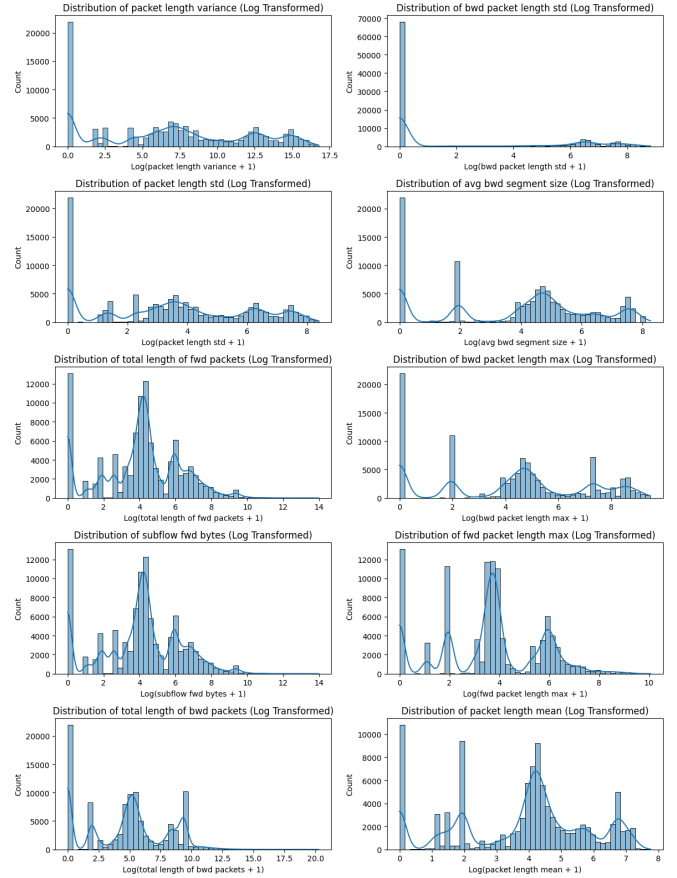 Distribution of packet length variance (Log Transformed)
Count
20000
15000
10000
5000
0
0.0 2.5 5.0 7.5 10.0 12.5 15.0 17.5
Log(packet length variance + 1)
Distribution of bwd packet length std (Log Transformed)
Count
70000
60000
50000
40000
30000
20000
10000
0
0 2 4 6 8
Log(bwd packet length std + 1)
Distribution of packet length std (Log Transformed)
Count
20000
15000
10000
5000
0
0 2 4 6 8
Log(packet length std + 1)
Distribution of avg bwd segment size (Log Transformed)
Count
20000
15000
10000
5000
0
0 2 4 6 8
Log(avg bwd segment size + 1)
Distribution of total length of fwd packets (Log Transformed)
Count
12000
10000
8000
6000
4000
2000
0
0 2 4 6 8 10 12 14
Log(total length of fwd packets + 1)
Distribution of bwd packet length max (Log Transformed)
Count
20000
15000
10000
5000
0
0 2 4 6 8 10
Log(bwd packet length max + 1)
Distribution of subflow fwd bytes (Log Transformed)
Count
12000
10000
8000
6000
4000
2000
0
0 2 4 6 8 10 12 14
Log(subflow fwd bytes + 1)
Distribution of fwd packet length max (Log Transformed)
Count
12000
10000
8000
6000
4000
2000
0
0 2 4 6 8 10
Log(fwd packet length max + 1)
Distribution of total length of bwd packets (Log Transformed)
Count
20000
15000
10000
5000
0
0.0 2.5 5.0 7.5 10.0 12.5 15.0 17.5 20.0
Log(total length of bwd packets + 1)
Distribution of packet length mean (Log Transformed)
Count
10000
8000
6000
4000
2000
0
0 1 2 3 4 5 6 7 8
Log(packet length mean + 1)